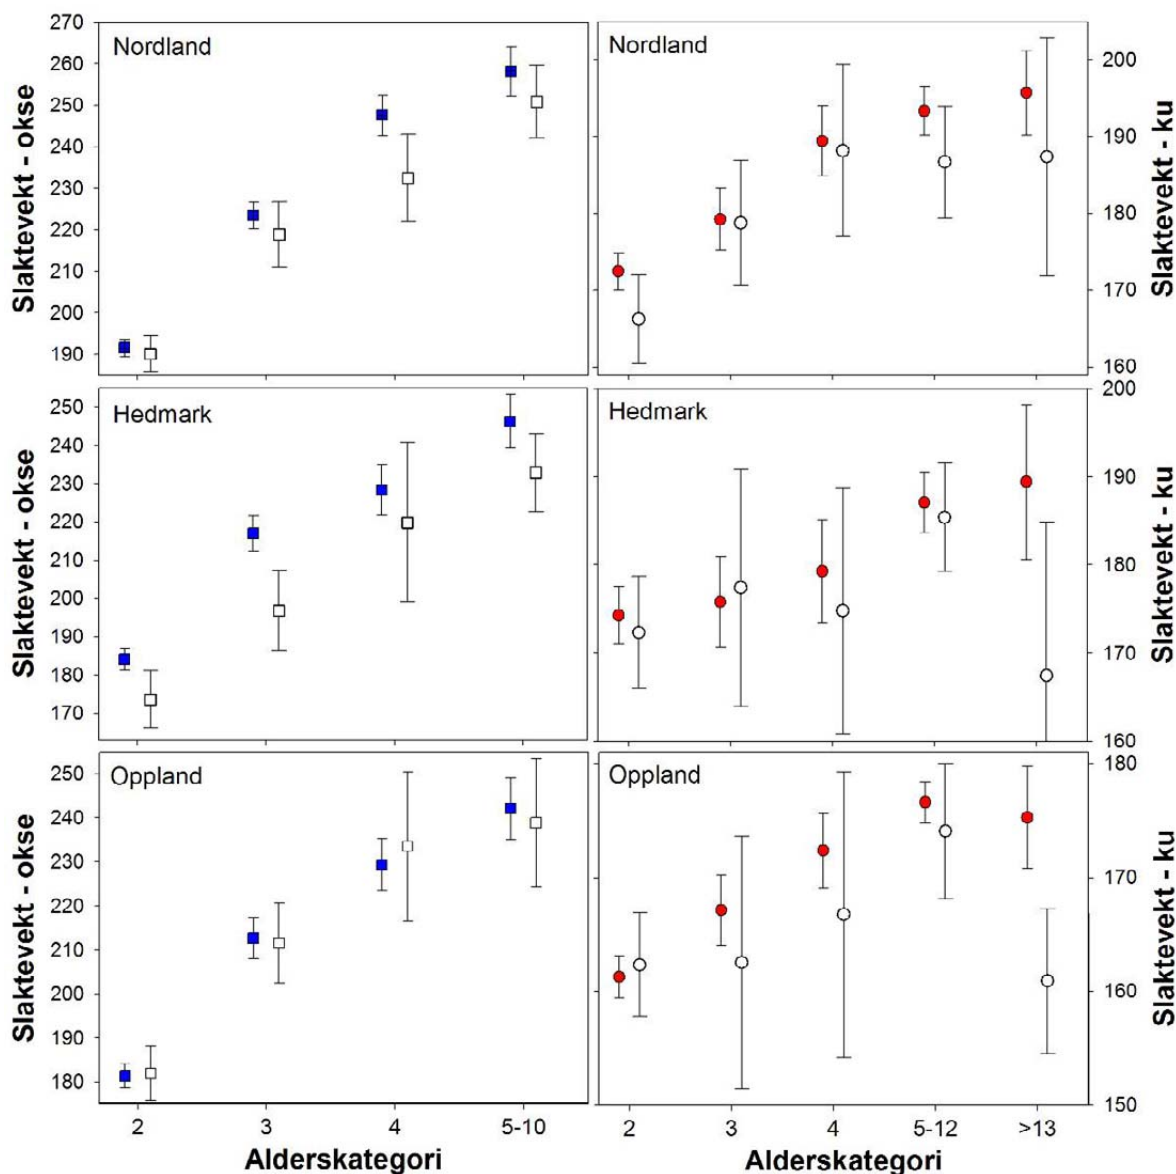 Nordland
Slaktevekt - okse
270
260
250
240
230
220
210
200
190
Nordland
Slaktevekt - ku
200
190
180
170
160
Hedmark
Slaktevekt - okse
250
240
230
220
210
200
190
180
170
Hedmark
Slaktevekt - ku
200
190
180
170
160
Oppland
Slaktevekt - okse
250
240
230
220
210
200
190
180
Oppland
Slaktevekt - ku
180
170
160
150
2 3 4 5-10
Alderskategori
2 3 4 5-12 >13
Alderskategori